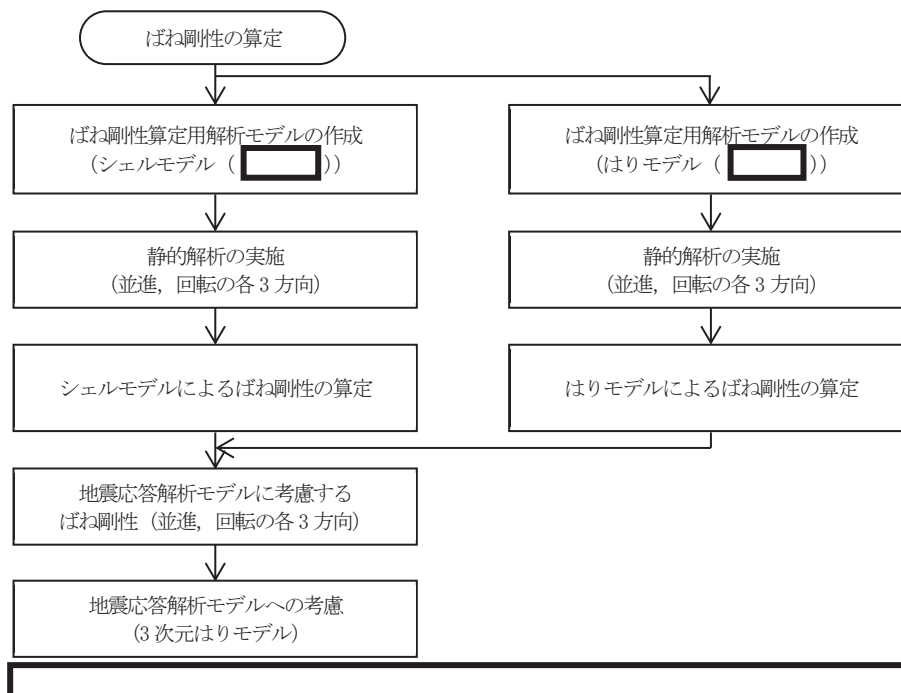 ばね剛性の算定
ばね剛性算定用解析モデルの作成
(シェルモデル ( ))
ばね剛性算定用解析モデルの作成
(はりモデル ( ))
静的解析の実施
(並進，回転の各3方向)
静的解析の実施
(並進，回転の各3方向)
シェルモデルによるばね剛性の算定
はりモデルによるばね剛性の算定
地震応答解析モデルに考慮する
ばね剛性 (並進，回転の各3方向)
地震応答解析モデルへの考慮
(3次元はりモデル)